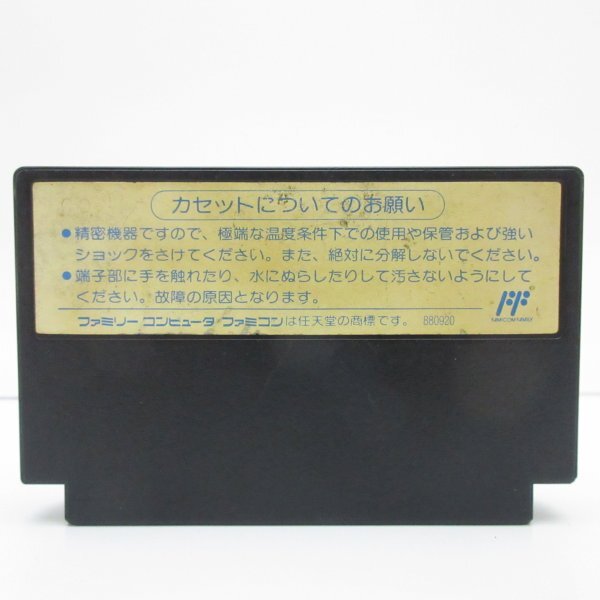 カセットについてのお願い
●精密機器ですので、極端な温度条件下での使用や保管および強い
ショックをさけてください。また、絶対に分解しないでください。
●端子部に手を触れたり、水にぬらしたりして汚さないようにして
ください。故障の原因となります。
ファミリーコンピュータ ファミコンは任天堂の商標です。 880920
FAMICOM FAMILY